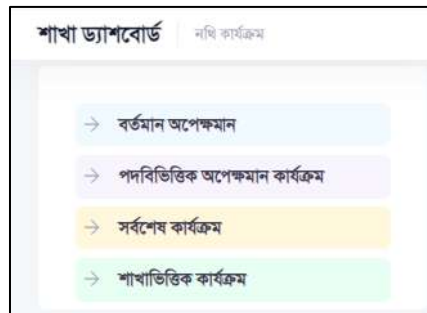 শাখা ড্যাশবোর্ড নথি কার্যক্রম
বর্তমান অপেক্ষমান
পদবিভিত্তিক অপেক্ষমান কার্যক্রম
সর্বশেষ কার্যক্রম
শাখাভিত্তিক কার্যক্রম